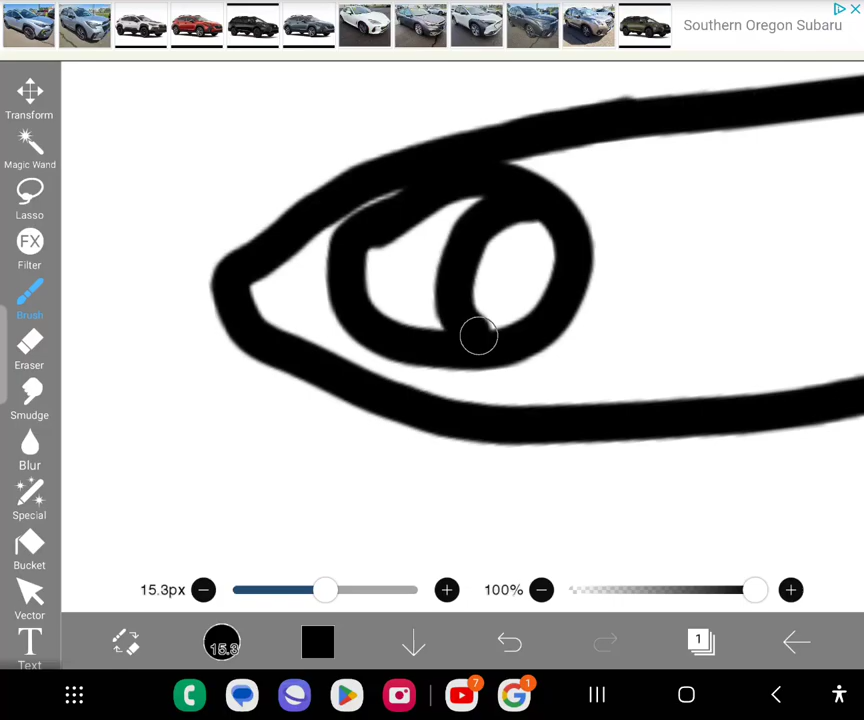 Southern Oregon Subaru
Transform
Magic Wand
Lasso
FX
Filter
Brush
Eraser
Smudge
Blur
Special
Bucket
Vector
T
Text
15.3px
100%
15.3
1
7
1